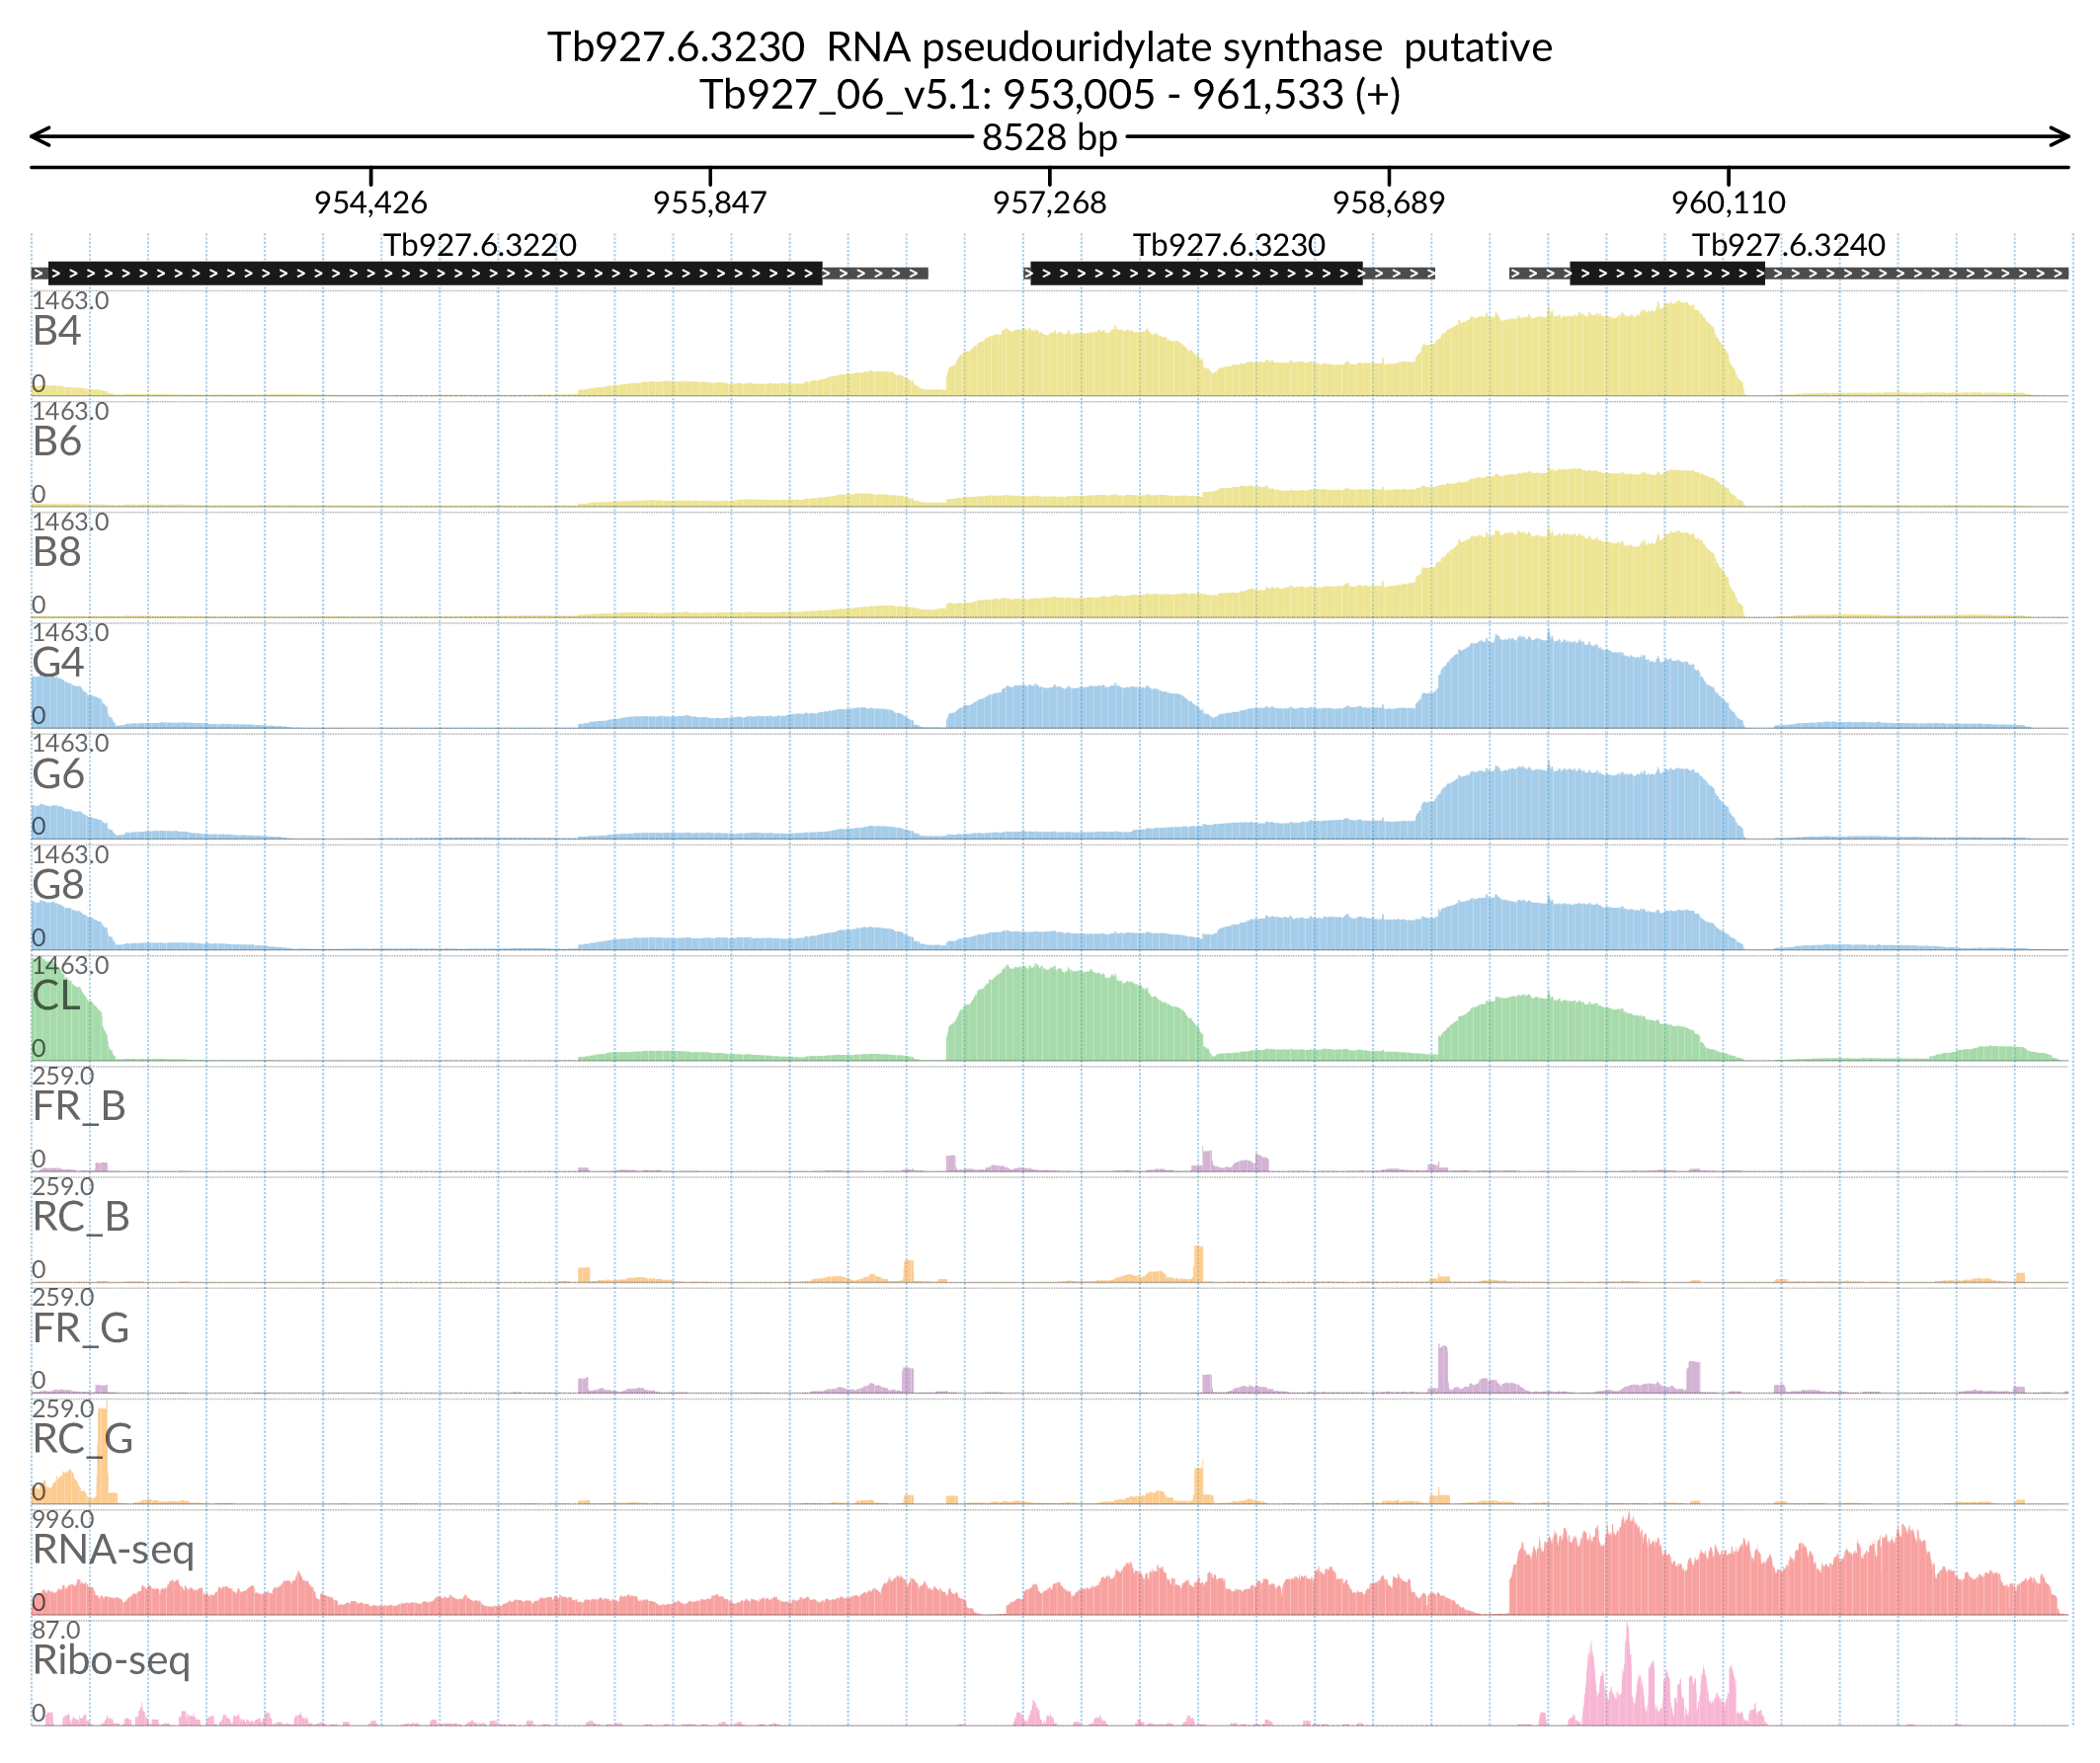 Tb927.6.3230 RNA pseudouridylate synthase putative
Tb927_06_v5.1: 953,005 - 961,533 (+)
8528 bp
954,426 955,847 957,268 958,689 960,110
Tb927.6.3220 Tb927.6.3230 Tb927.6.3240
1463.0
B4
0
1463.0
B6
0
1463.0
B8
0
1463.0
G4
0
1463.0
G6
0
1463.0
G8
0
1463.0
CL
0
259.0
FR_B
0
259.0
RC_B
0
259.0
FR_G
0
259.0
RC_G
0
996.0
RNA-seq
0
87.0
Ribo-seq
0